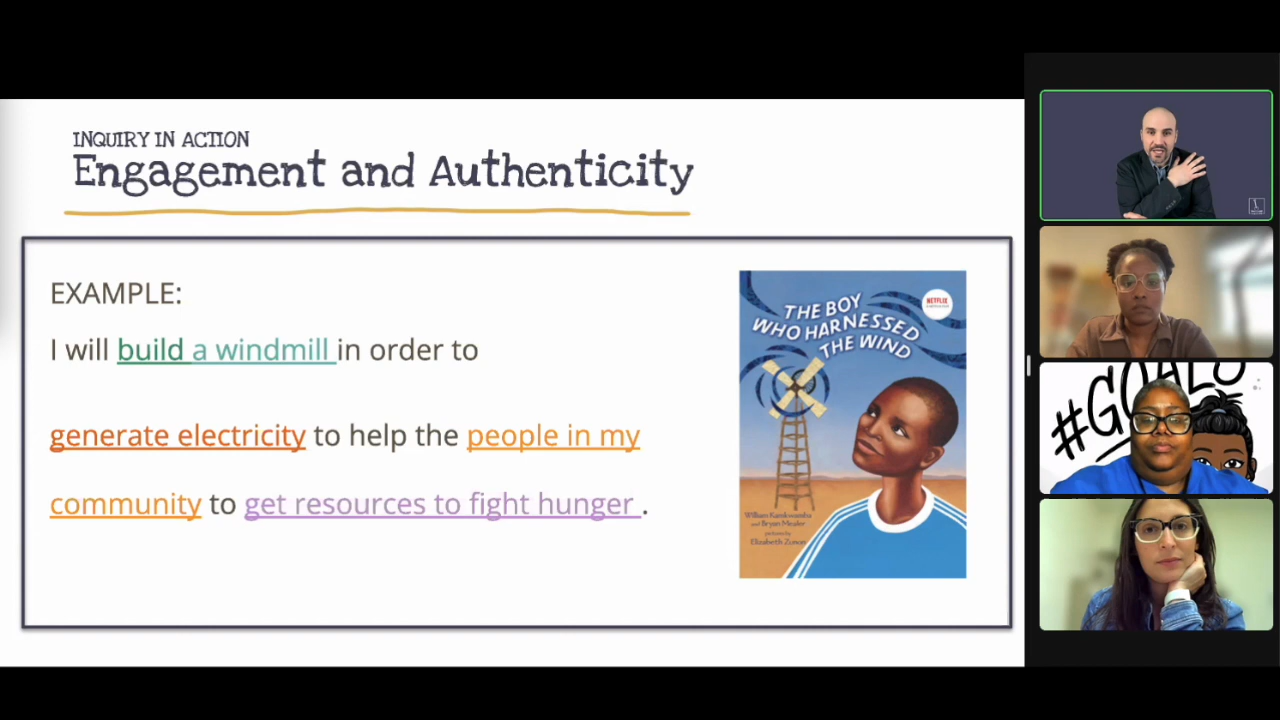 INQUIRY IN ACTION
Engagement and Authenticity
EXAMPLE:
I will build a windmill in order to
generate electricity to help the people in my
community to get resources to fight hunger .
THE BOY
WHO HARNESSED
THE WIND
NETFLIX
William Kamkwamba
and Bryan Mealer
pictures by
Elizabeth Zunon
#GOALS